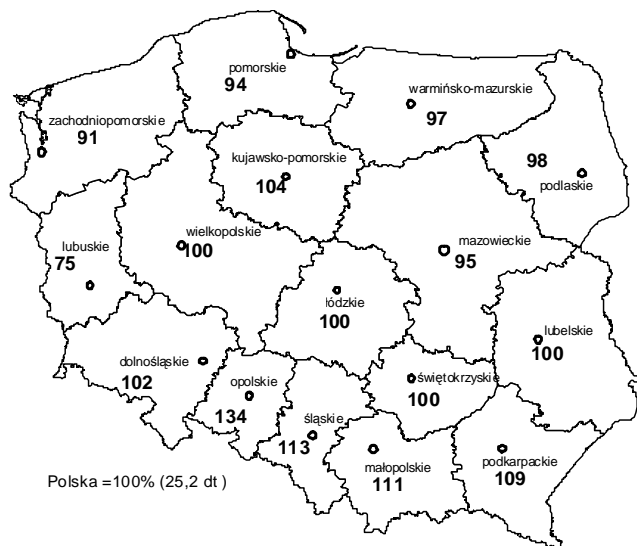 pomorskie
94
warmińsko-mazurskie
97
zachodniopomorskie
91
kujawsko-pomorskie
104
98
podlaskie
wielkopolskie
100
lubuskie
75
mazowieckie
95
łódzkie
100
lubelskie
100
dolnośląskie
102
opolskie
134
świętokrzyskie
100
śląskie
113
małopolskie
111
podkarpackie
109
Polska =100% (25,2 dt )